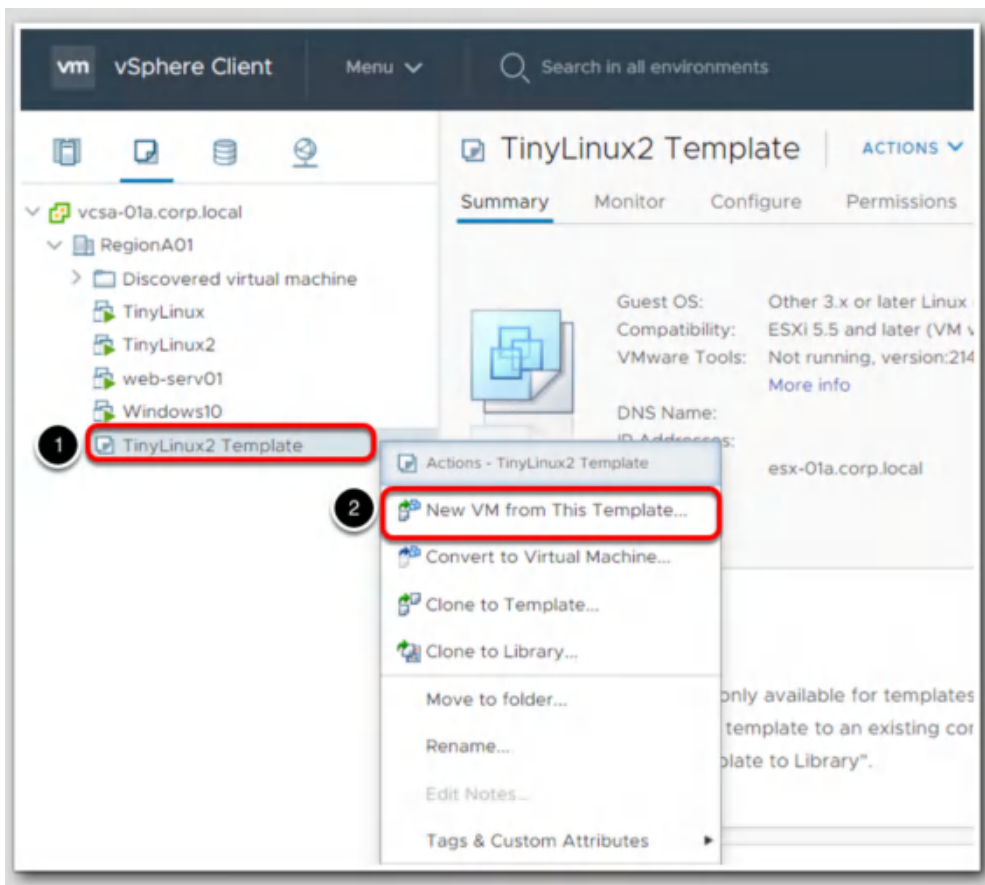 vm vSphere Client Menu Search in all environments
TinyLinux2 Template ACTIONS
Summary Monitor Configure Permissions
vcsa-01a.corp.local
RegionA01
Discovered virtual machine
TinyLinux
TinyLinux2
web-serv01
Windows10
1 TinyLinux2 Template
Guest OS: Other 3.x or later Linux
Compatibility: ESXi 5.5 and later (VM v
VMware Tools: Not running, version:214
More info
DNS Name:
IP Addresses:
esx-01a.corp.local
Actions - TinyLinux2 Template
2 New VM from This Template...
Convert to Virtual Machine...
Clone to Template...
Clone to Library...
Move to folder...
Rename...
Edit Notes...
Tags & Custom Attributes
only available for templates
template to an existing cor
plate to Library".